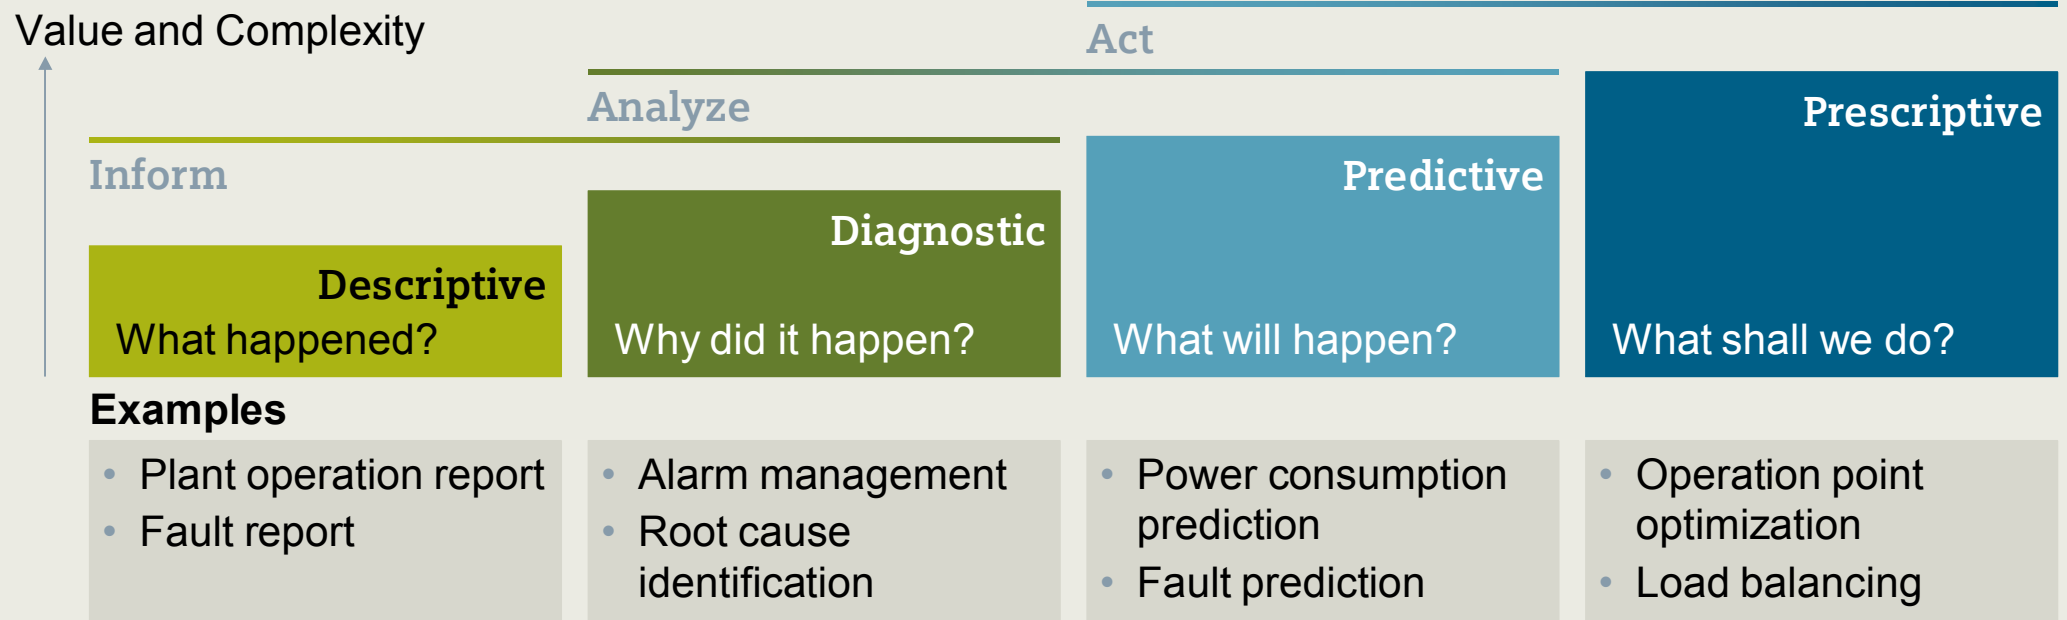 Value and Complexity
Act
Analyze
Inform
Prescriptive
Predictive
Diagnostic
Descriptive
What happened?
Why did it happen?
What will happen?
What shall we do?
Examples
• Plant operation report
• Fault report
• Alarm management
• Root cause
identification
• Power consumption
prediction
• Fault prediction
• Operation point
optimization
• Load balancing